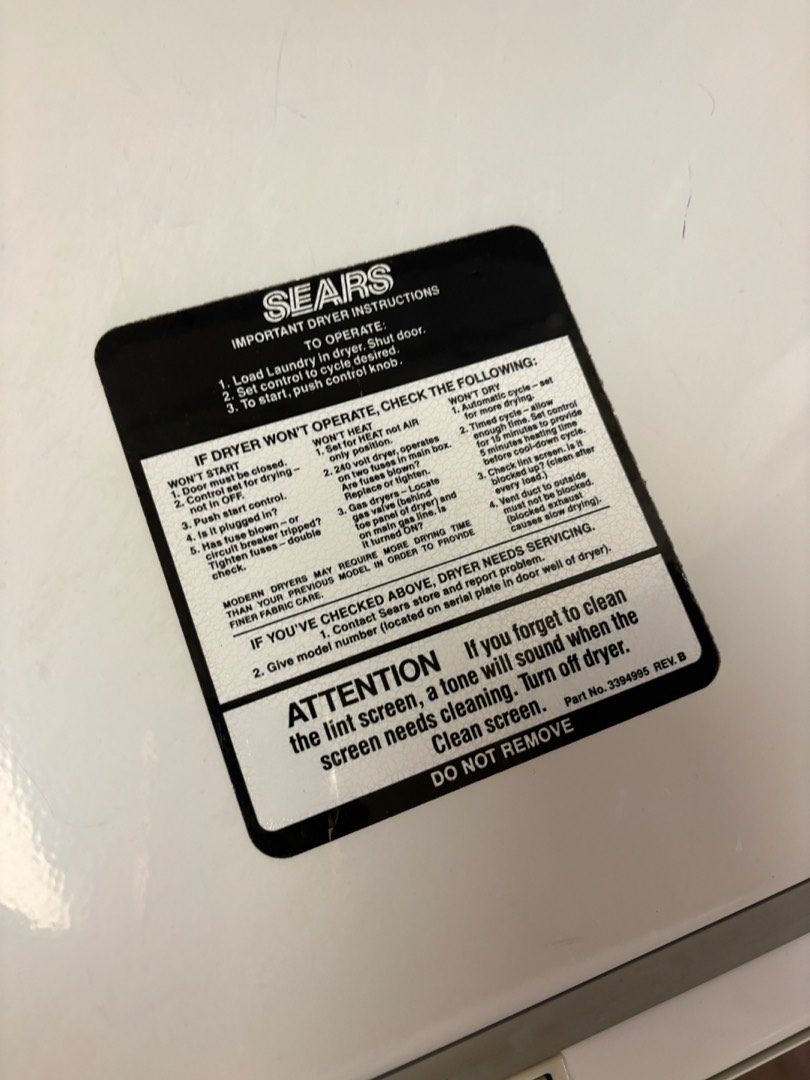 SEARS
IMPORTANT DRYER INSTRUCTIONS
TO OPERATE:
1. Load Laundry in dryer. Shut door.
2. Set control to cycle desired.
3. To start, push control knob.
IF DRYER WON'T OPERATE, CHECK THE FOLLOWING:
WON'T START
1. Door must be closed.
2. Control set for drying –
not in OFF.
3. Push start control.
4. Is it plugged in?
5. Has fuse blown – or
circuit breaker tripped?
Tighten fuses – double
check.
WON'T HEAT
1. Set for HEAT not AIR
only position.
2. 240 volt dryer, operates
on two fuses in main box.
Are fuses blown?
Replace or tighten.
3. Gas dryers – Locate
gas valve (behind
toe panel of dryer) and
on main gas line. Is
it turned ON?
WON'T DRY
1. Automatic cycle – set
for more drying.
2. Timed cycle – allow
enough time. Set control
for 15 minutes to provide
5 minutes heating time
before cool-down cycle.
3. Check lint screen. Is it
blocked up? (clean after
every load.)
4. Vent duct to outside
must not be blocked.
(blocked exhaust
causes slow drying).
MODERN DRYERS MAY REQUIRE MORE DRYING TIME
THAN YOUR PREVIOUS MODEL IN ORDER TO PROVIDE
FINER FABRIC CARE.
IF YOU'VE CHECKED ABOVE, DRYER NEEDS SERVICING.
1. Contact Sears store and report problem.
2. Give model number (located on serial plate in door well of dryer).
ATTENTION If you forget to clean
the lint screen, a tone will sound when the
screen needs cleaning. Turn off dryer.
Clean screen.
Part No. 3394995 REV. B
DO NOT REMOVE